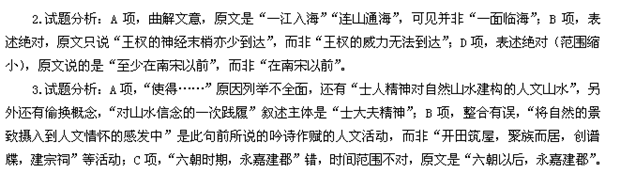 2.试题分析：A 项，曲解文意，原文是“一江入海”“连山通海”，可见并非“一面临海”；B 项，表
述绝对，原文只说“王权的神经末梢亦少到达”，而非“王权的威力无法到达”；D 项，表述绝对（范围缩
小），原文说的是“至少在南宋以前”，而非“在南宋以前”。
3.试题分析：A 项，“使得……”原因列举不全面，还有“士人精神对自然山水建构的人文山水”，另
外还有偷换概念，“对山水信念的一次践履”叙述主体是“士大夫精神”；B 项，整合有误，“将自然的景
致摄入到人文情怀的感发中”是此句前所说的吟诗作赋的人文活动，而非“开田筑屋，聚族而居，创谱
牒，建宗祠”等活动；C 项，“六朝时期，永嘉建郡”错，时间范围不对，原文是“六朝以后，永嘉建郡”。